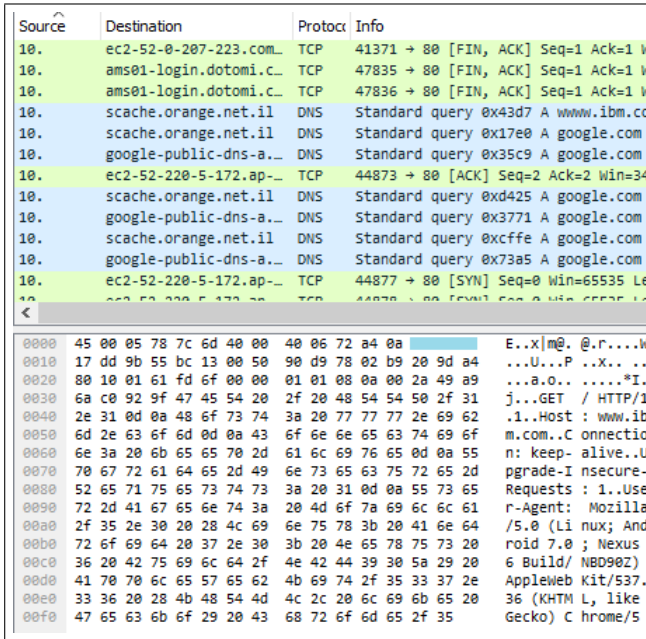 Source Destination Protoc Info
10. ec2-52-0-207-223.com… TCP 41371 → 80 [FIN, ACK] Seq=1 Ack=1 W
10. ams01-login.dotomi.c… TCP 47835 → 80 [FIN, ACK] Seq=1 Ack=1 W
10. ams01-login.dotomi.c… TCP 47836 → 80 [FIN, ACK] Seq=1 Ack=1 W
10. scache.orange.net.il DNS Standard query 0x43d7 A wwww.ibm.co
10. scache.orange.net.il DNS Standard query 0x17e0 A google.com
10. google-public-dns-a.… DNS Standard query 0x35c9 A google.com
10. ec2-52-220-5-172.ap-… TCP 44873 → 80 [ACK] Seq=2 Ack=2 Win=34
10. scache.orange.net.il DNS Standard query 0xd425 A google.com
10. google-public-dns-a.… DNS Standard query 0x3771 A google.com
10. scache.orange.net.il DNS Standard query 0xcffe A google.com
10. google-public-dns-a.… DNS Standard query 0x73a5 A google.com
10. ec2-52-220-5-172.ap-… TCP 44877 → 80 [SYN] Seq=0 Win=65535 Le
0000 45 00 05 78 7c 6d 40 00 40 06 72 a4 0a E..x|m@. @.r....W
0010 17 dd 9b 55 bc 13 00 50 90 d9 78 02 b9 20 9d a4 ...U...P ..x.. ..
0020 80 10 01 61 fd 6f 00 00 01 01 08 0a 00 2a 49 a9 ...a.o.. .....*I.
0030 6a c0 92 9f 47 45 54 20 2f 20 48 54 54 50 2f 31 j...GET / HTTP/1
0040 2e 31 0d 0a 48 6f 73 74 3a 20 77 77 77 2e 69 62 .1..Host : www.ib
0050 6d 2e 63 6f 6d 0d 0a 43 6f 6e 6e 65 63 74 69 6f m.com..C onnectio
0060 6e 3a 20 6b 65 65 70 2d 61 6c 69 76 65 0d 0a 55 n: keep- alive..U
0070 70 67 72 61 64 65 2d 49 6e 73 65 63 75 72 65 2d pgrade-I nsecure-
0080 52 65 71 75 65 73 74 73 3a 20 31 0d 0a 55 73 65 Requests : 1..Use
0090 72 2d 41 67 65 6e 74 3a 20 4d 6f 7a 69 6c 6c 61 r-Agent: Mozilla
00a0 2f 35 2e 30 20 28 4c 69 6e 75 78 3b 20 41 6e 64 /5.0 (Li nux; And
00b0 72 6f 69 64 20 37 2e 30 3b 20 4e 65 78 75 73 20 roid 7.0 ; Nexus
00c0 36 20 42 75 69 6c 64 2f 4e 42 44 39 30 5a 29 20 6 Build/ NBD90Z)
00d0 41 70 70 6c 65 57 65 62 4b 69 74 2f 35 33 37 2e AppleWeb Kit/537.
00e0 33 36 20 28 4b 48 54 4d 4c 2c 20 6c 69 6b 65 20 36 (KHTM L, like
00f0 47 65 63 6b 6f 29 20 43 68 72 6f 6d 65 2f 35 Gecko) C hrome/5